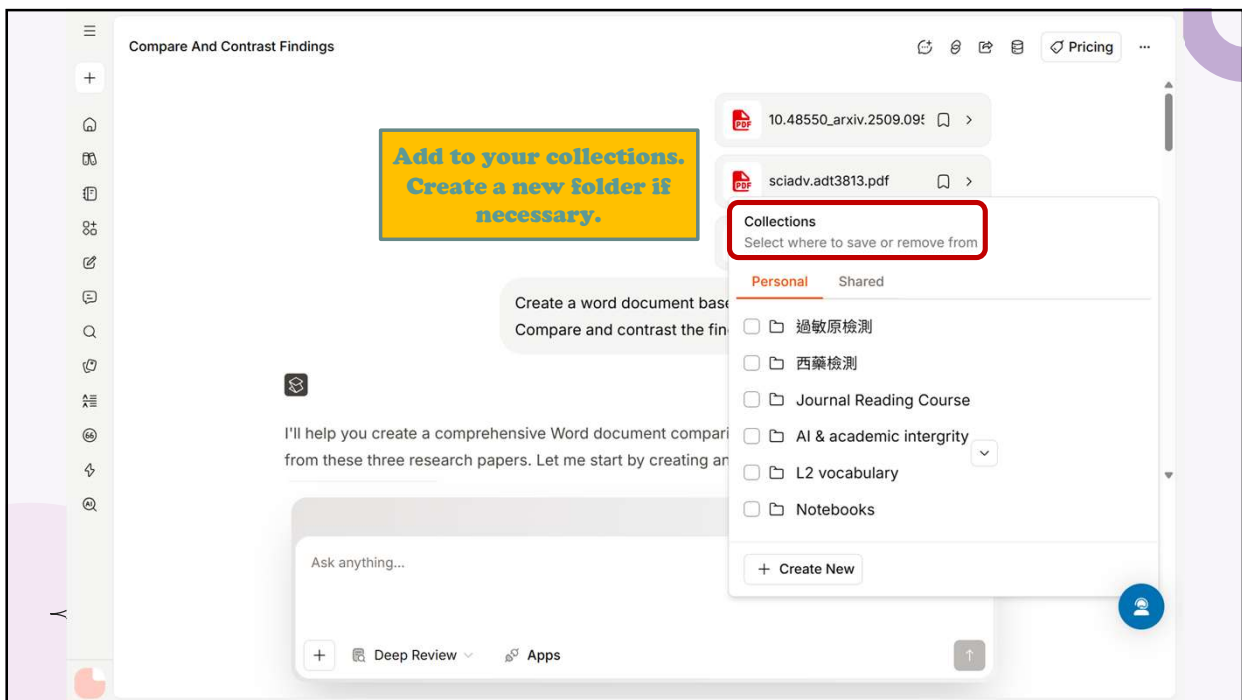 Compare And Contrast Findings
Pricing
10.48550_arxiv.2509.095
Add to your collections.
Create a new folder if
necessary.
sciadv.adt3813.pdf
Collections
Select where to save or remove from
Personal Shared
Create a word document base
Compare and contrast the fin
過敏原檢測
西藥檢測
Journal Reading Course
I'll help you create a comprehensive Word document compari
AI & academic intergrity
from these three research papers. Let me start by creating an
L2 vocabulary
Notebooks
Ask anything...
Create New
Deep Review Apps